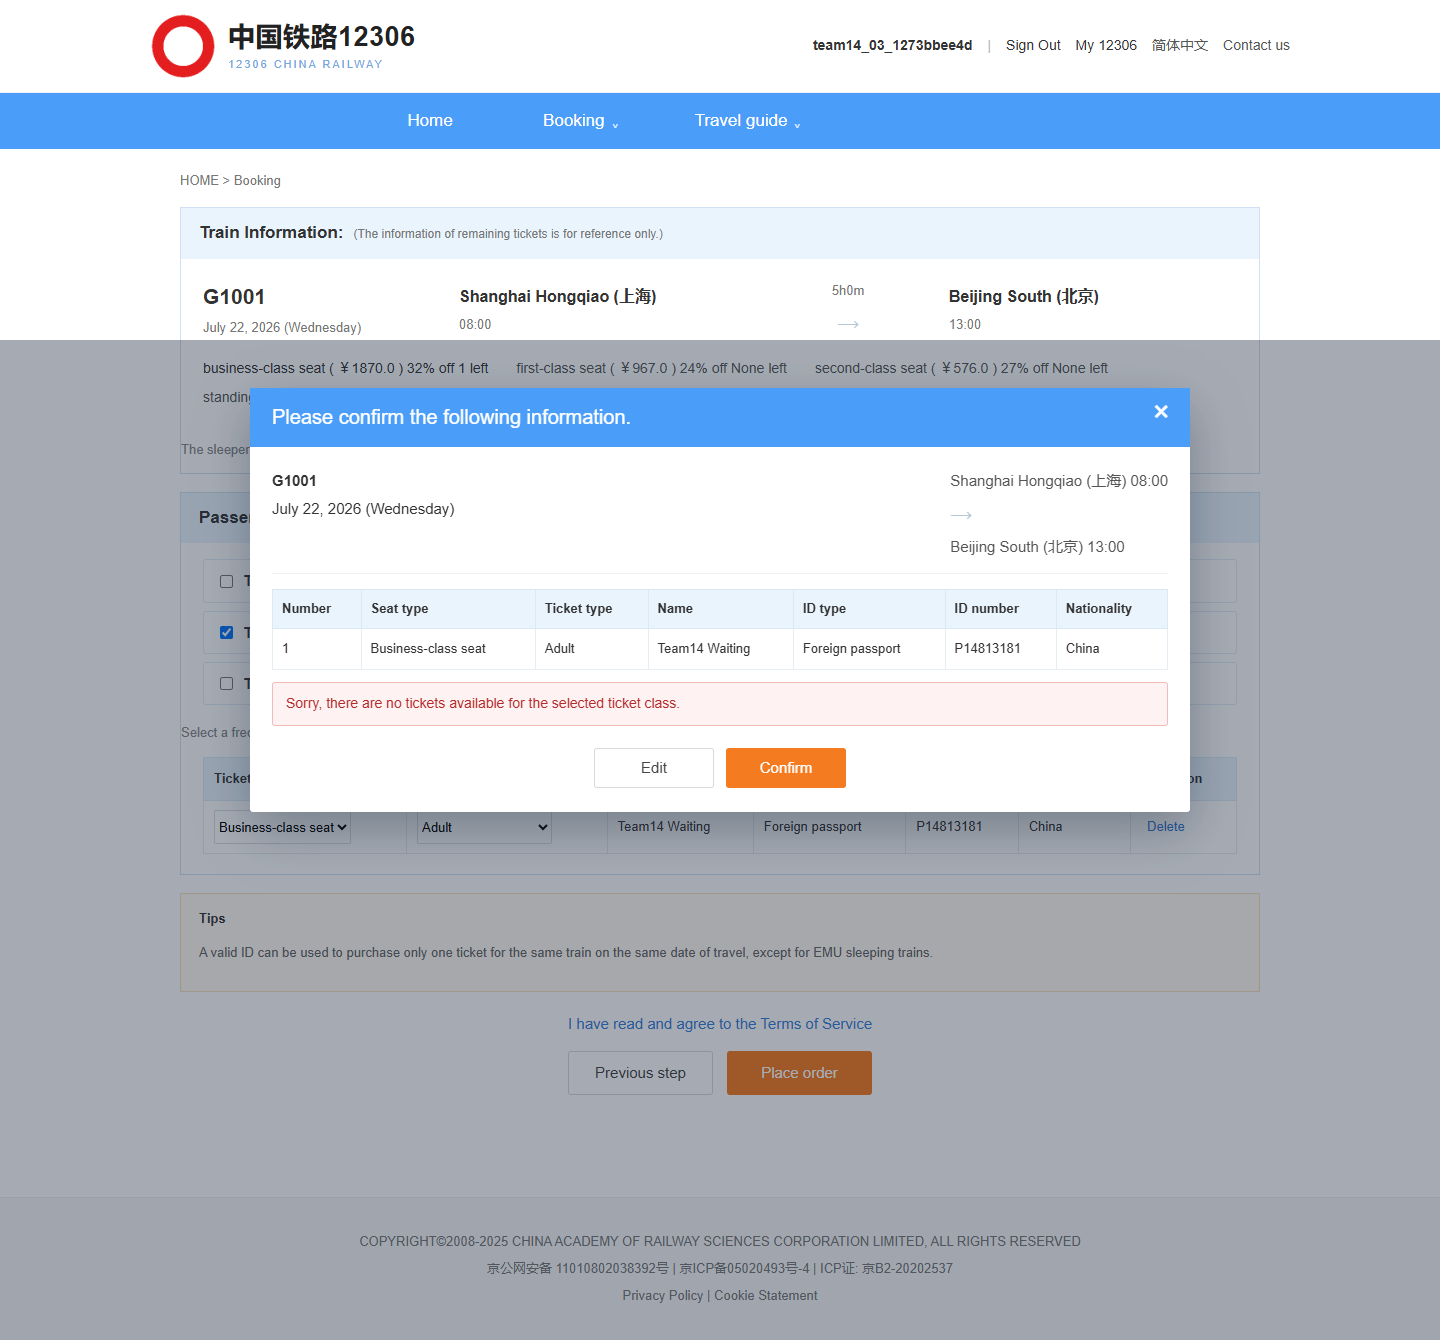 中国铁路12306
12306 CHINA RAILWAY
team14_03_1273bbee4d | Sign Out My 12306 简体中文 Contact us
Home Booking Travel guide
HOME > Booking
Train Information: (The information of remaining tickets is for reference only.)
G1001 Shanghai Hongqiao (上海) 5h0m Beijing South (北京)
July 22, 2026 (Wednesday) 08:00 → 13:00
business-class seat ( ￥1870.0 ) 32% off 1 left first-class seat ( ￥967.0 ) 24% off None left second-class seat ( ￥576.0 ) 27% off None left
standing
The sleeper
Please confirm the following information. ×
G1001 Shanghai Hongqiao (上海) 08:00
July 22, 2026 (Wednesday) →
Beijing South (北京) 13:00
Number Seat type Ticket type Name ID type ID number Nationality
1 Business-class seat Adult Team14 Waiting Foreign passport P14813181 China
Sorry, there are no tickets available for the selected ticket class.
Edit Confirm
Select a
Ticket
Business-class seat Adult Team14 Waiting Foreign passport P14813181 China Delete
Tips
A valid ID can be used to purchase only one ticket for the same train on the same date of travel, except for EMU sleeping trains.
I have read and agree to the Terms of Service
Previous step Place order
COPYRIGHT©2008-2025 CHINA ACADEMY OF RAILWAY SCIENCES CORPORATION LIMITED, ALL RIGHTS RESERVED
京公网安备 11010802038392号 | 京ICP备05020493号-4 | ICP证: 京B2-20202537
Privacy Policy | Cookie Statement